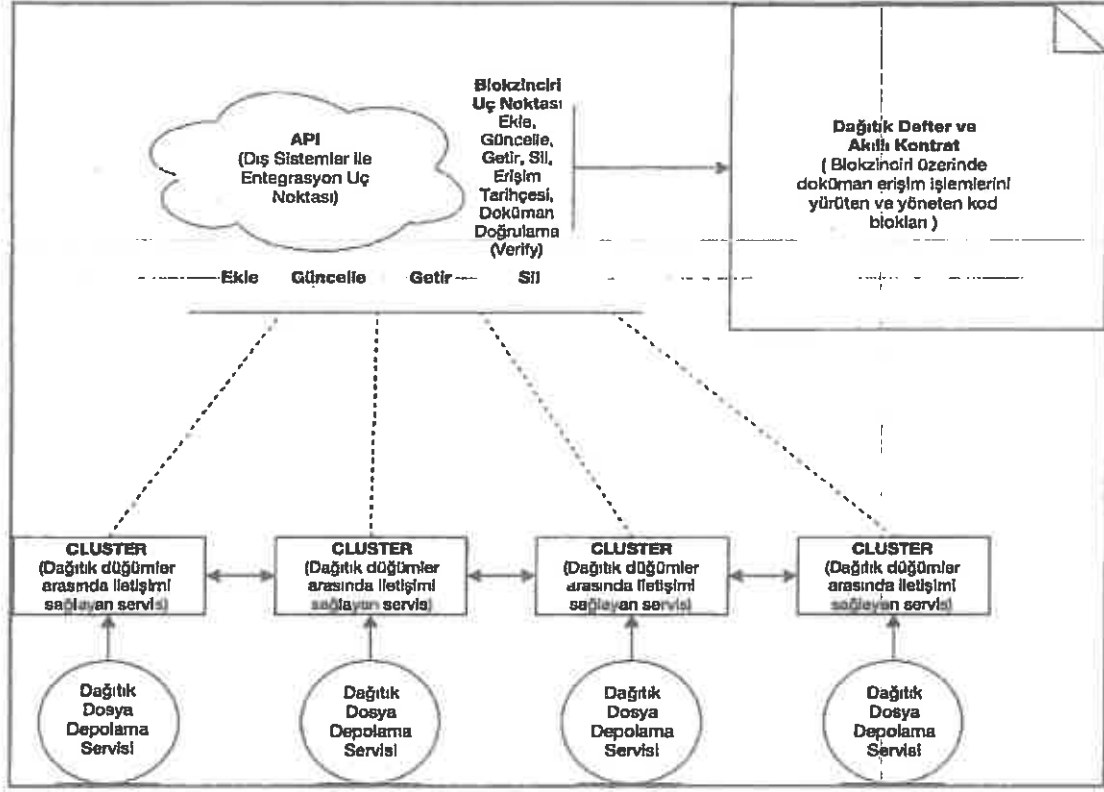 API
(Dış Sistemler ile
Entegrasyon Uç
Noktası)
Blokzinciri
Uç Noktası
Ekle,
Güncelle,
Getir, Sil,
Erişim
Tarihçesi,
Doküman
Doğrulama
(Verify)
Dağıtık Defter ve
Akıllı Kontrat
( Blokzinciri üzerinde
doküman erişim işlemlerini
yürüten ve yöneten kod
blokları )
Ekle Güncelle Getir Sil
CLUSTER
(Dağıtık düğümler
arasında iletişimi
sağlayan servis)
CLUSTER
(Dağıtık düğümler
arasında iletişimi
sağlayan servis)
CLUSTER
(Dağıtık düğümler
arasında iletişimi
sağlayan servis)
CLUSTER
(Dağıtık düğümler
arasında iletişimi
sağlayan servis)
Dağıtık
Dosya
Depolama
Servisi
Dağıtık
Dosya
Depolama
Servisi
Dağıtık
Dosya
Depolama
Servisi
Dağıtık
Dosya
Depolama
Servisi